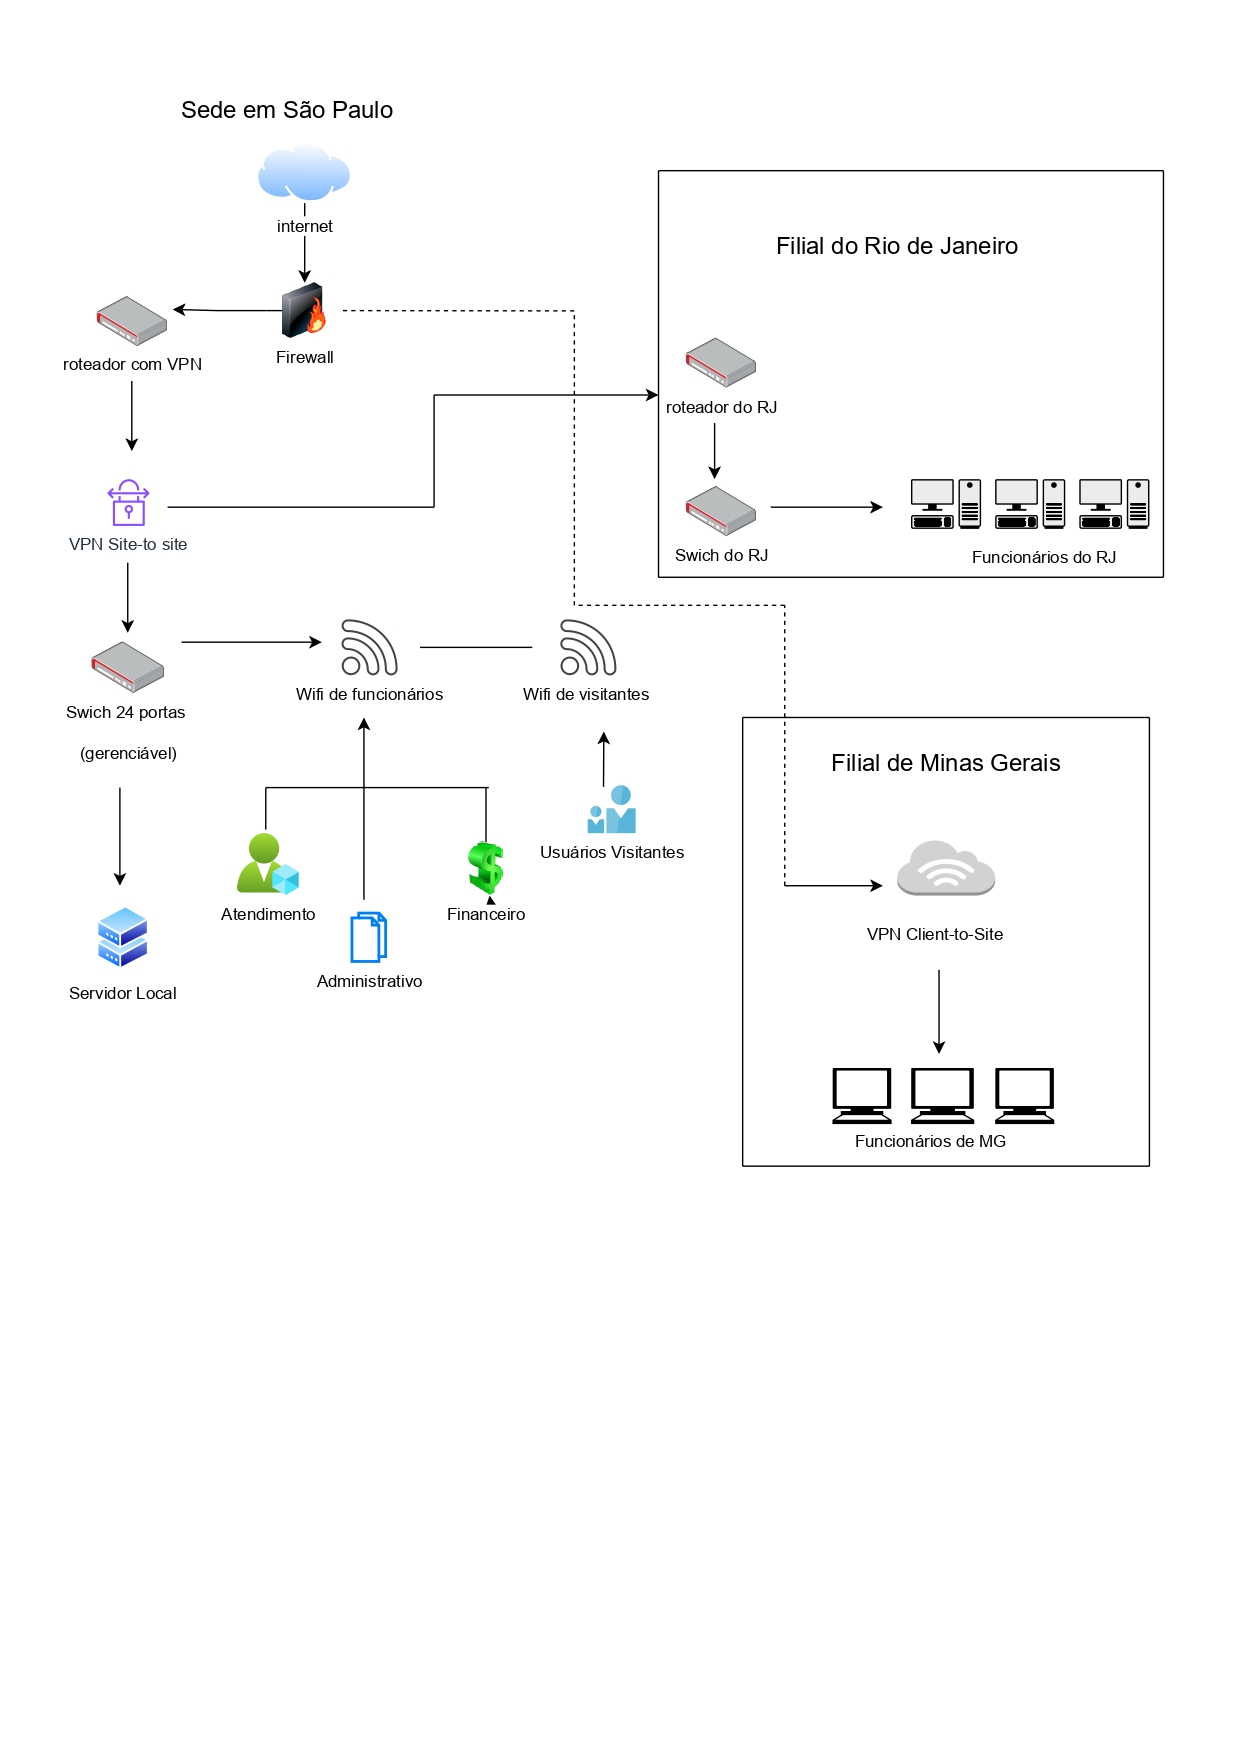 Sede em São Paulo
internet
Firewall
roteador com VPN
VPN Site-to site
Swich 24 portas
(gerenciável)
Servidor Local
Wifi de funcionários
Wifi de visitantes
Atendimento
Administrativo
Financeiro
Usuários Visitantes
Filial do Rio de Janeiro
roteador do RJ
Swich do RJ
Funcionários do RJ
Filial de Minas Gerais
VPN Client-to-Site
Funcionários de MG